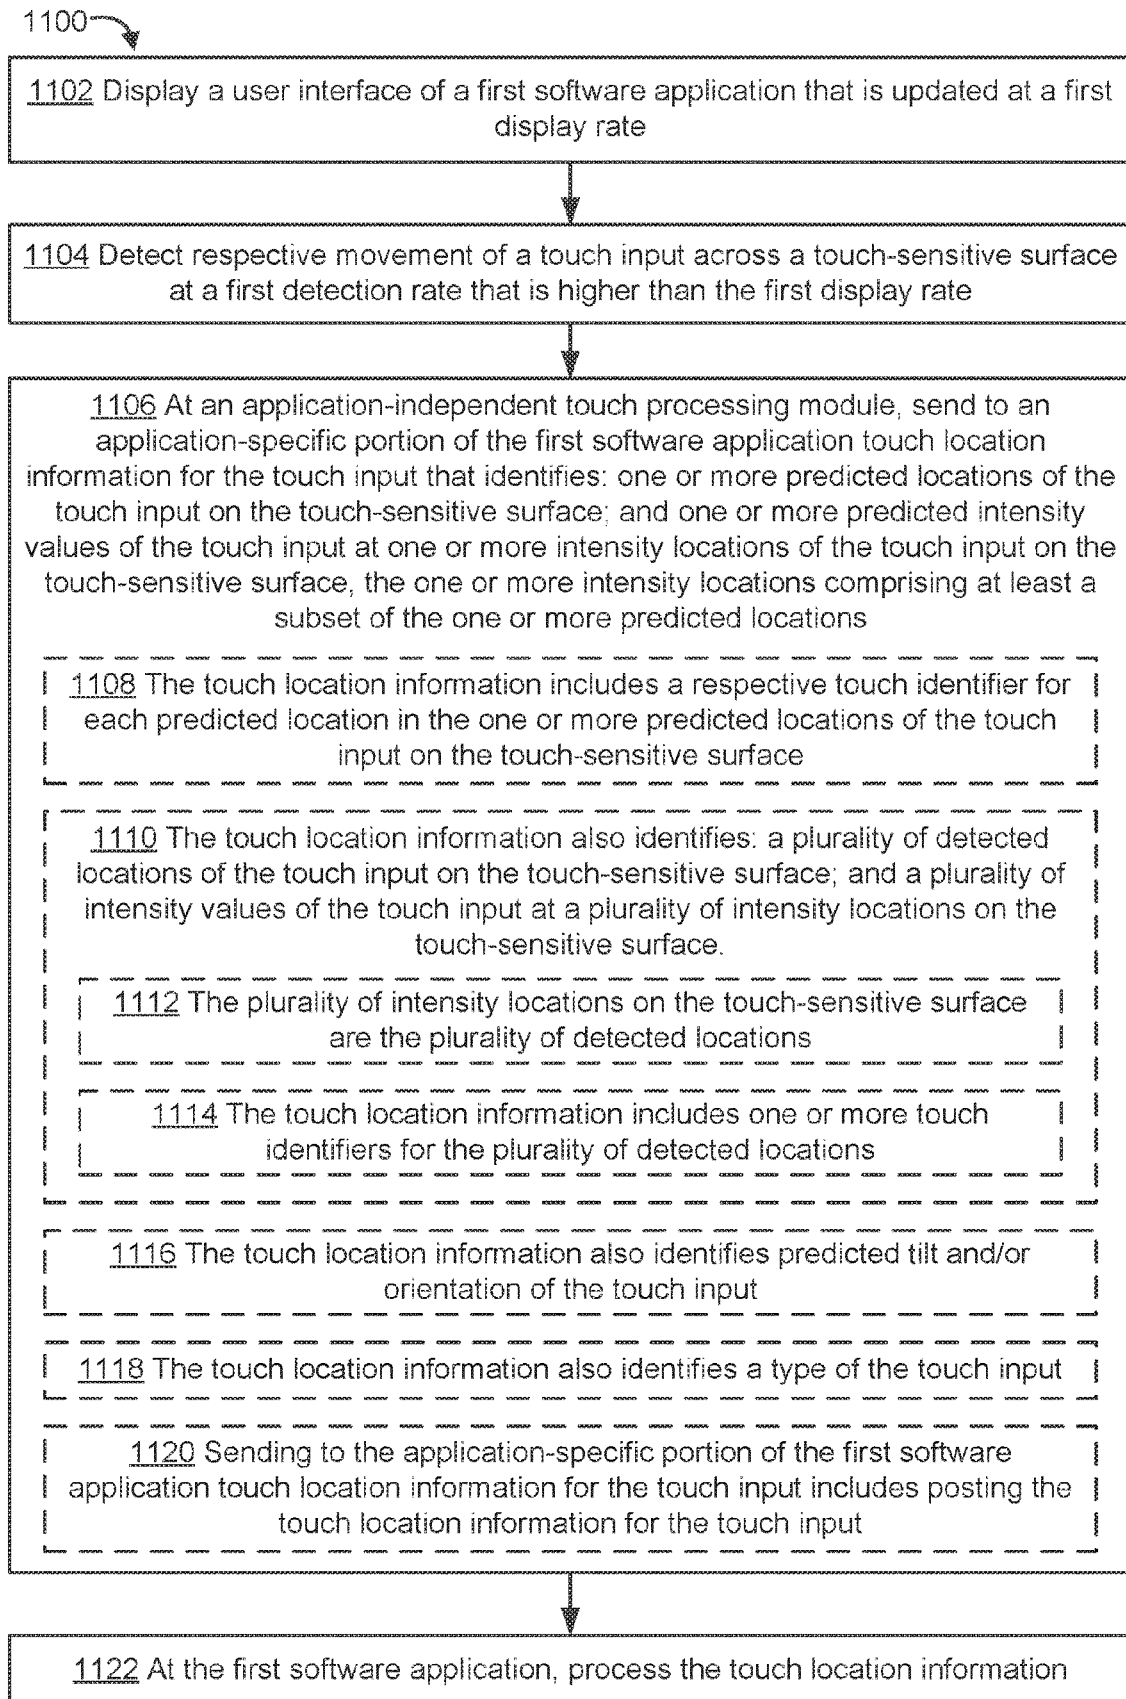 1100
1102 Display a user interface of a first software application that is updated at a first
display rate
1104 Detect respective movement of a touch input across a touch-sensitive surface
at a first detection rate that is higher than the first display rate
1106 At an application-independent touch processing module, send to an
application-specific portion of the first software application touch location
information for the touch input that identifies: one or more predicted locations of the
touch input on the touch-sensitive surface; and one or more predicted intensity
values of the touch input at one or more intensity locations of the touch input on the
touch-sensitive surface, the one or more intensity locations comprising at least a
subset of the one or more predicted locations
1108 The touch location information includes a respective touch identifier for
each predicted location in the one or more predicted locations of the touch
input on the touch-sensitive surface
1110 The touch location information also identifies: a plurality of detected
locations of the touch input on the touch-sensitive surface; and a plurality of
intensity values of the touch input at a plurality of intensity locations on the
touch-sensitive surface.
1112 The plurality of intensity locations on the touch-sensitive surface
are the plurality of detected locations
1114 The touch location information includes one or more touch
identifiers for the plurality of detected locations
1116 The touch location information also identifies predicted tilt and/or
orientation of the touch input
1118 The touch location information also identifies a type of the touch input
1120 Sending to the application-specific portion of the first software
application touch location information for the touch input includes posting the
touch location information for the touch input
1122 At the first software application, process the touch location information